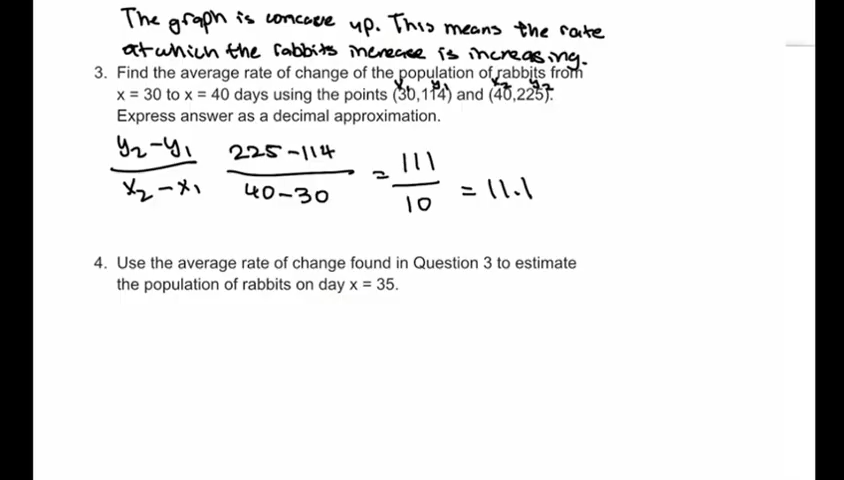 The graph is concave up. This means the rate
at which the rabbits increase is increasing.
3. Find the average rate of change of the population of rabbits from
x₁ y₁ x₂ y₂
x = 30 to x = 40 days using the points (30,114) and (40,225).
Express answer as a decimal approximation.
y₂-y₁ / x₂-x₁ 225-114 / 40-30 = 111 / 10 = 11.1
4. Use the average rate of change found in Question 3 to estimate
the population of rabbits on day x = 35.